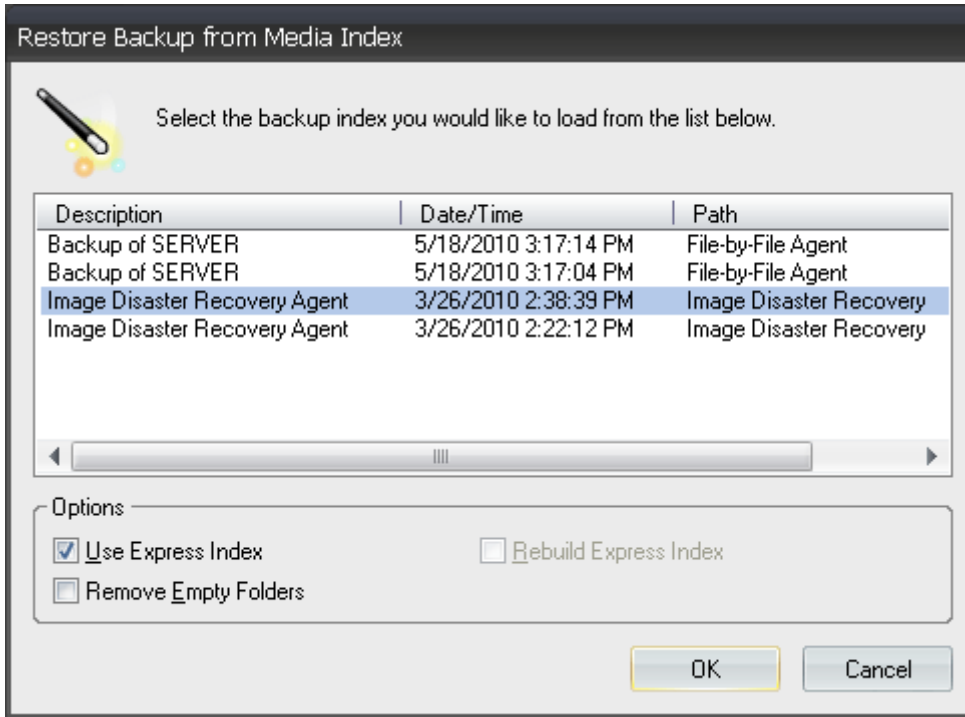 Restore Backup from Media Index
Select the backup index you would like to load from the list below.
Description Date/Time Path
Backup of SERVER 5/18/2010 3:17:14 PM File-by-File Agent
Backup of SERVER 5/18/2010 3:17:04 PM File-by-File Agent
Image Disaster Recovery Agent 3/26/2010 2:38:39 PM Image Disaster Recovery
Image Disaster Recovery Agent 3/26/2010 2:22:12 PM Image Disaster Recovery
Options
Use Express Index Rebuild Express Index
Remove Empty Folders
OK Cancel